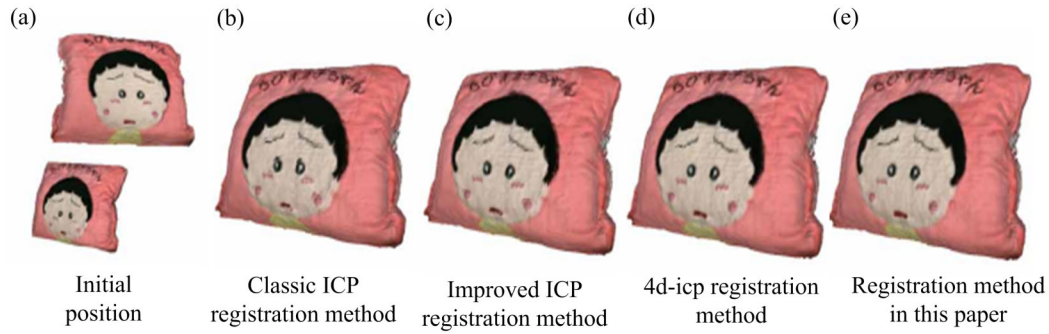 (a)
(b)
(c)
(d)
(e)
Initial
position
Classic ICP
registration method
Improved ICP
registration method
4d-icp registration
method
Registration method
in this paper